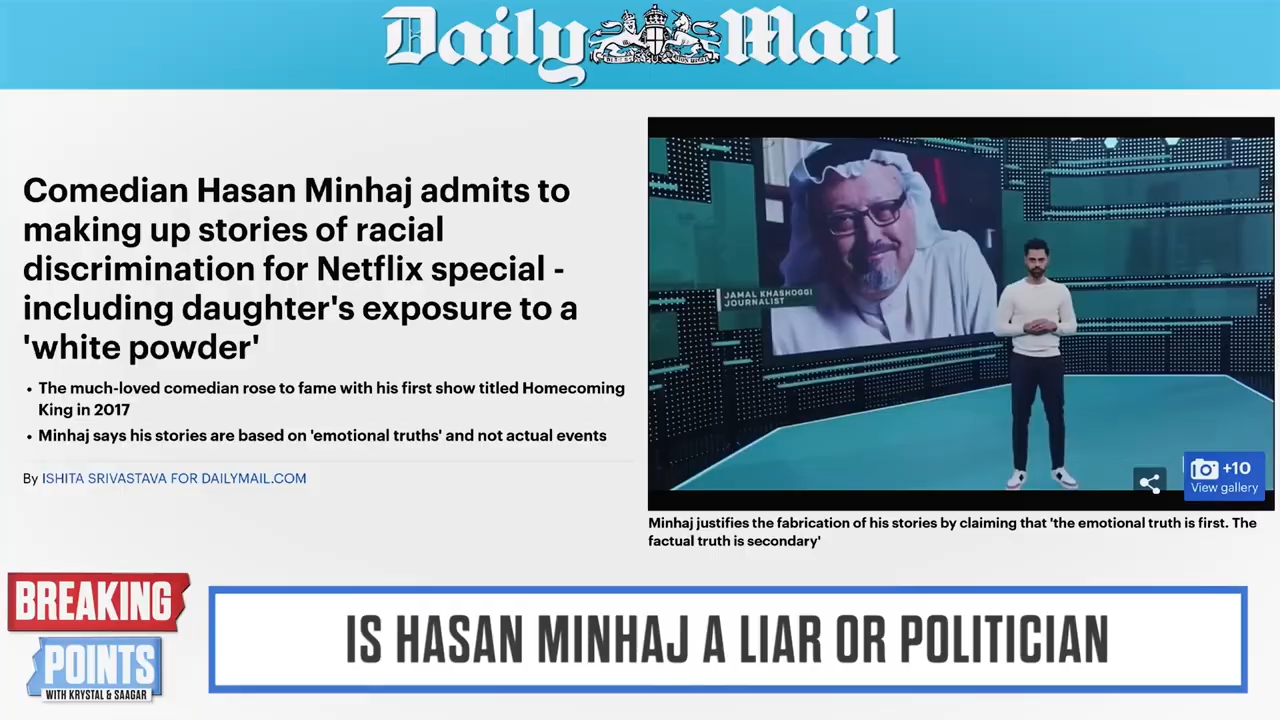 Daily Mail
Comedian Hasan Minhaj admits to
making up stories of racial
discrimination for Netflix special -
including daughter's exposure to a
'white powder'
• The much-loved comedian rose to fame with his first show titled Homecoming
King in 2017
• Minhaj says his stories are based on 'emotional truths' and not actual events
By ISHITA SRIVASTAVA FOR DAILYMAIL.COM
JAMAL KHASHOGGI
JOURNALIST
+10
View gallery
Minhaj justifies the fabrication of his stories by claiming that 'the emotional truth is first. The
factual truth is secondary'
BREAKING
POINTS
WITH KRYSTAL & SAAGAR
IS HASAN MINHAJ A LIAR OR POLITICIAN